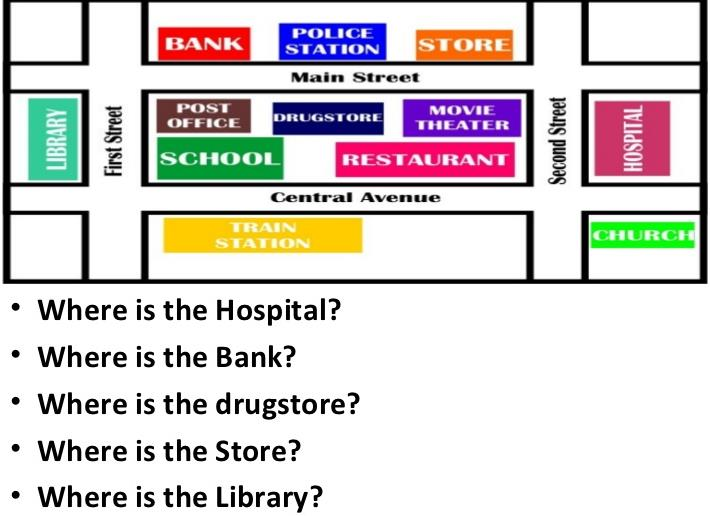 BANK
POLICE
STATION
STORE
Main Street
LIBRARY
First Street
POST
OFFICE
DRUGSTORE
MOVIE
THEATER
Second Street
HOSPITAL
SCHOOL
RESTAURANT
Central Avenue
TRAIN
STATION
CHURCH
• Where is the Hospital?
• Where is the Bank?
• Where is the drugstore?
• Where is the Store?
• Where is the Library?